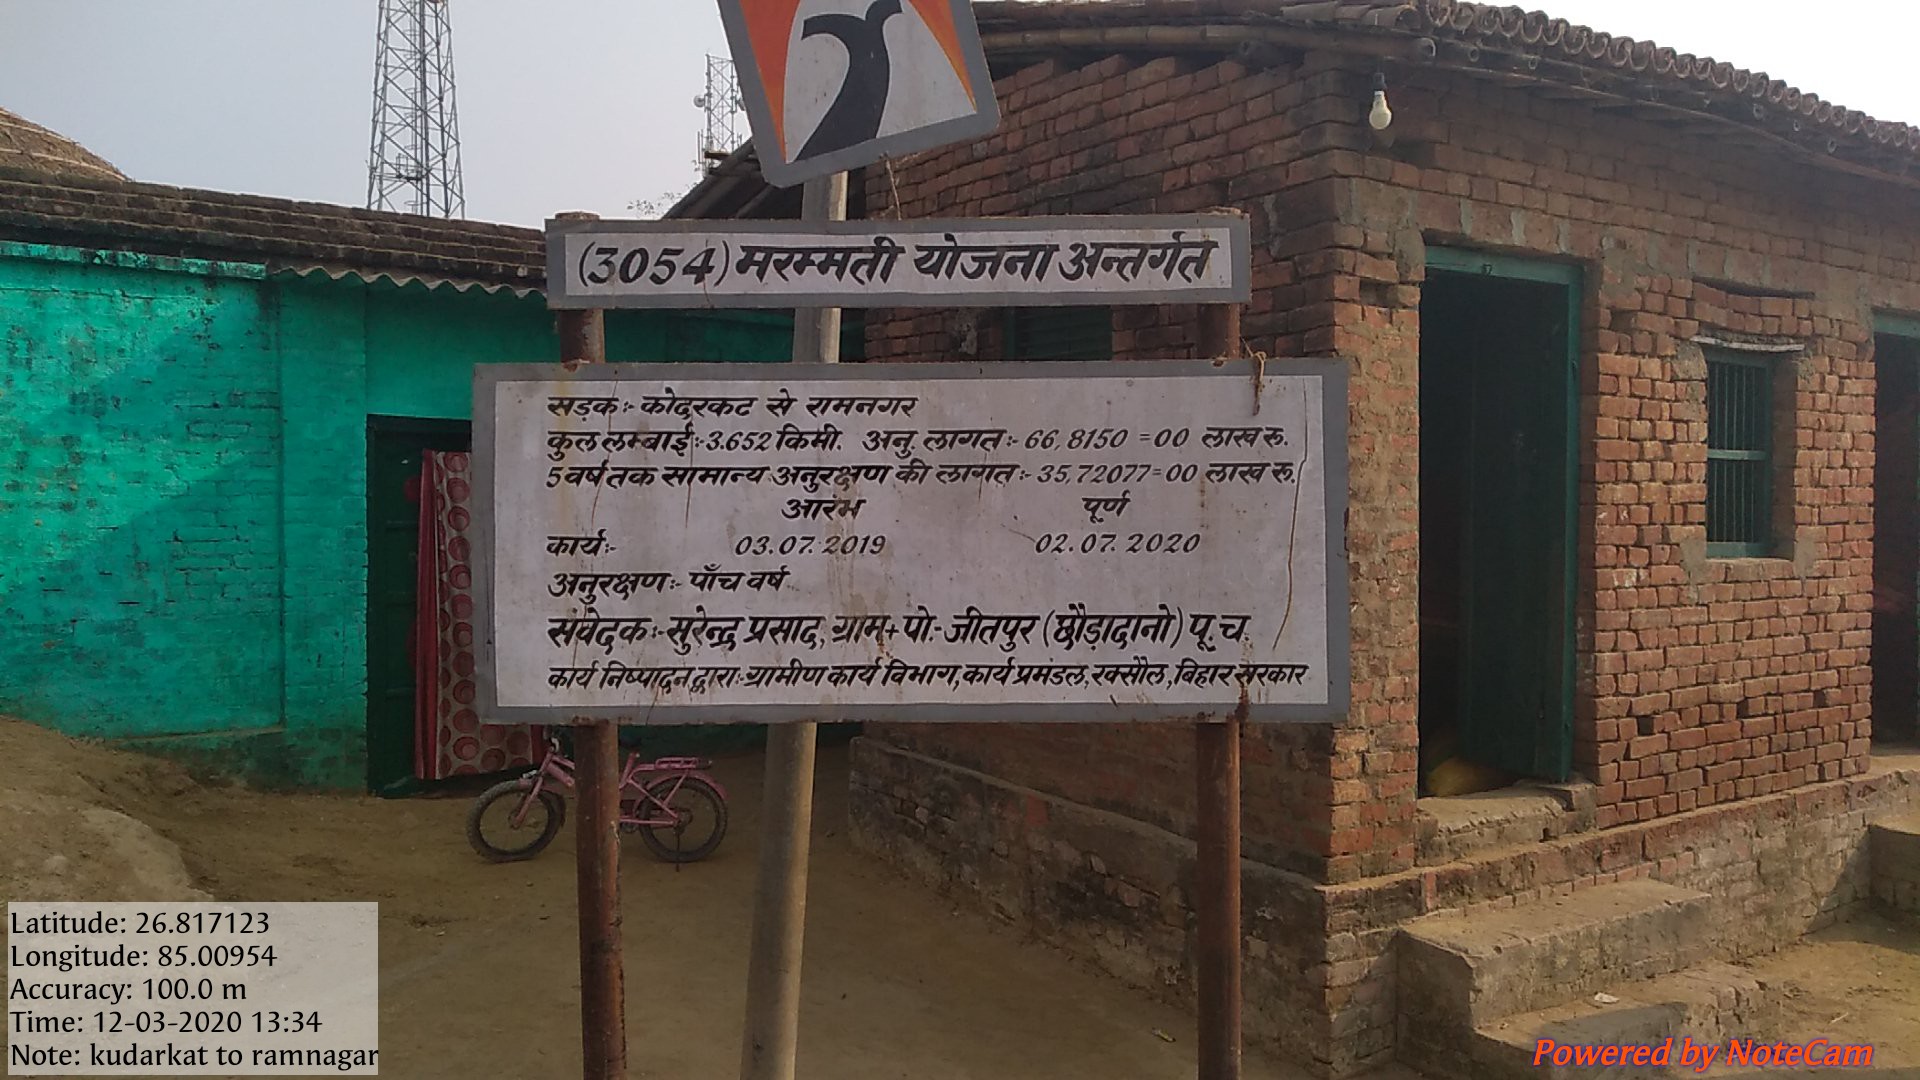 (3054) मरम्मती योजना अन्तर्गत
सड़क:- कोदरकट से रामनगर
कुल लम्बाई:-3.652 किमी. अनु. लागत:- 66,8150 =00 लाख रु.
5 वर्ष तक सामान्य अनुरक्षण की लागत:- 35,72077=00 लाख रू.
आरंभ पूर्ण
कार्य:- 03.07.2019 02.07.2020
अनुरक्षण:- पाँच वर्ष
संवेदक:- सुरेन्द्र प्रसाद, ग्राम+पो:-जीतपुर (छौड़ादानो) पू.च.
कार्य निष्पादन द्वारा:-ग्रामीण कार्य विभाग, कार्य प्रमंडल, रक्सौल, बिहार सरकार
Latitude: 26.817123
Longitude: 85.00954
Accuracy: 100.0 m
Time: 12-03-2020 13:34
Note: kudarkat to ramnagar
Powered by NoteCam